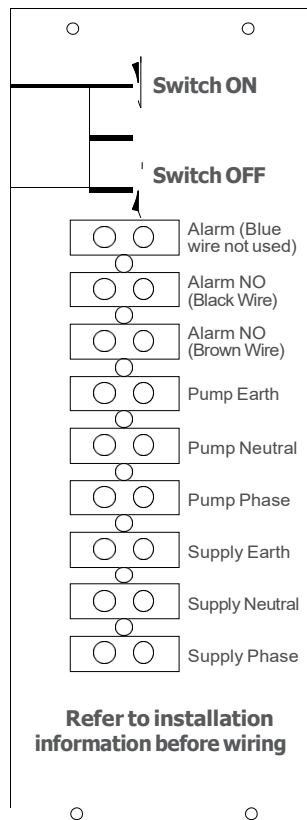 Switch ON
Switch OFF
Alarm (Blue
wire not used)
Alarm NO
(Black Wire)
Alarm NO
(Brown Wire)
Pump Earth
Pump Neutral
Pump Phase
Supply Earth
Supply Neutral
Supply Phase
Refer to installation
information before wiring